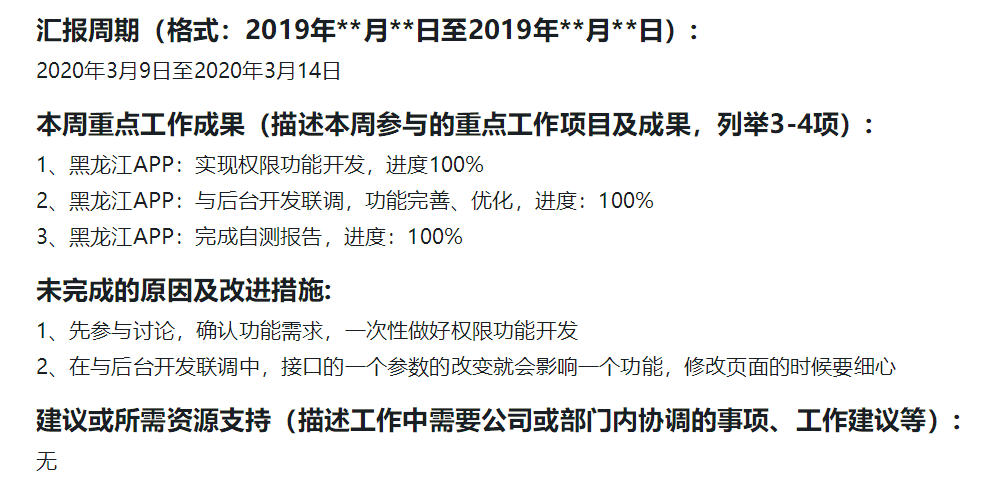 汇报周期（格式：2019年**月**日至2019年**月**日）:
2020年3月9日至2020年3月14日
本周重点工作成果（描述本周参与的重点工作项目及成果，列举3-4项）:
1、黑龙江APP：实现权限功能开发，进度100%
2、黑龙江APP：与后台开发联调，功能完善、优化，进度：100%
3、黑龙江APP：完成自测报告，进度：100%
未完成的原因及改进措施:
1、先参与讨论，确认功能需求，一次性做好权限功能开发
2、在与后台开发联调中，接口的一个参数的改变就会影响一个功能，修改页面的时候要细心
建议或所需资源支持（描述工作中需要公司或部门内协调的事项、工作建议等）:
无